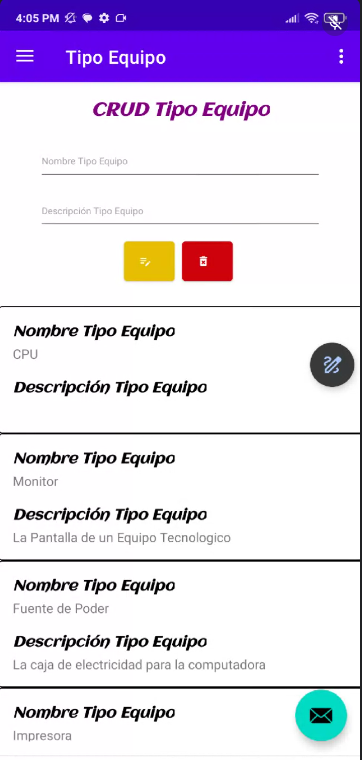 4:05 PM
Tipo Equipo
CRUD Tipo Equipo
Nombre Tipo Equipo
Descripción Tipo Equipo
Nombre Tipo Equipo
CPU
Descripción Tipo Equipo
Nombre Tipo Equipo
Monitor
Descripción Tipo Equipo
La Pantalla de un Equipo Tecnologico
Nombre Tipo Equipo
Fuente de Poder
Descripción Tipo Equipo
La caja de electricidad para la computadora
Nombre Tipo Equipo
Impresora